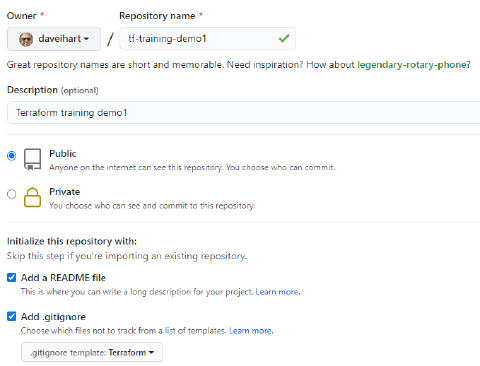 Owner * Repository name *
daveihart / tf-training-demo1
Great repository names are short and memorable. Need inspiration? How about legendary-rotary-phone?
Description (optional)
Terraform training demo1
Public
Anyone on the internet can see this repository. You choose who can commit.
Private
You choose who can see and commit to this repository.
Initialize this repository with:
Skip this step if you're importing an existing repository.
Add a README file
This is where you can write a long description for your project. Learn more.
Add .gitignore
Choose which files not to track from a list of templates. Learn more.
.gitignore template: Terraform